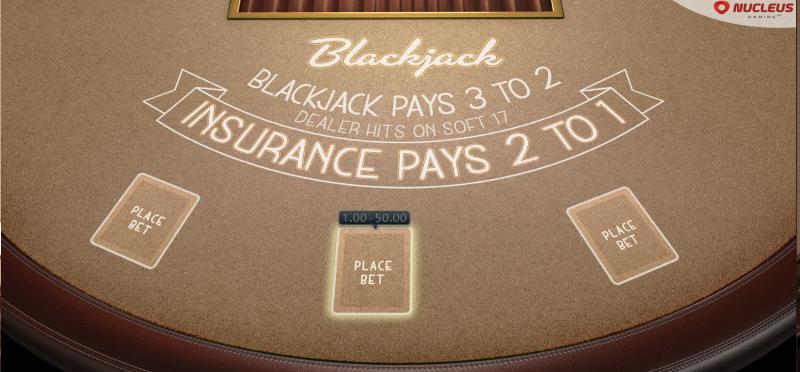 NUCLEUS
GAMING™
Blackjack
BLACKJACK PAYS 3 TO 2
DEALER HITS ON SOFT 17
INSURANCE PAYS 2 TO 1
PLACE
BET
1.00 - 50.00
PLACE
BET
PLACE
BET